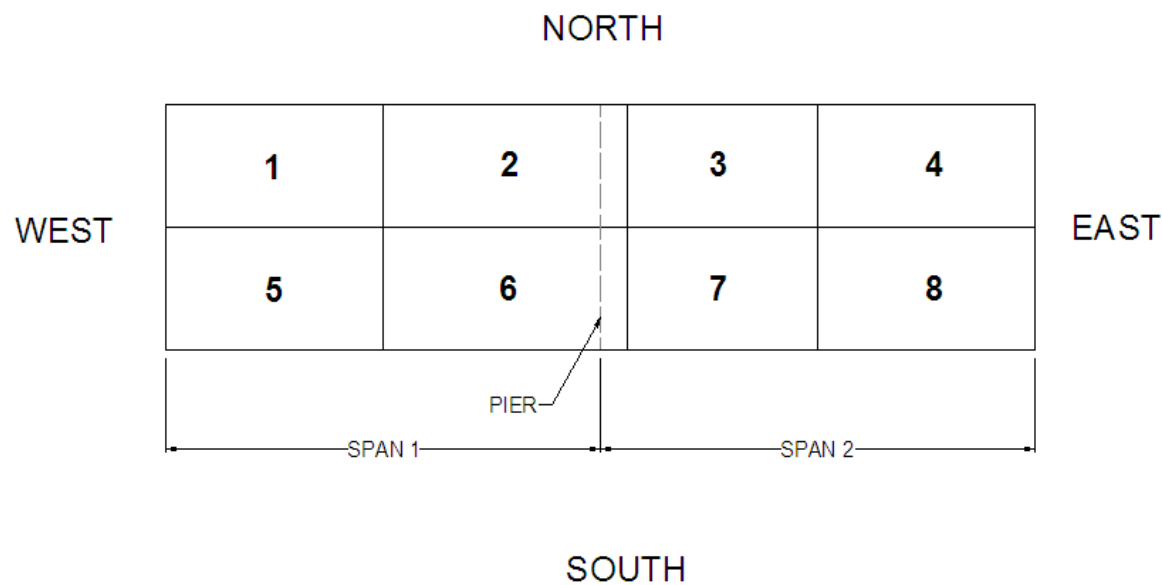 NORTH
1 2 3 4
WEST
EAST
5 6 7 8
PIER
SPAN 1 SPAN 2
SOUTH